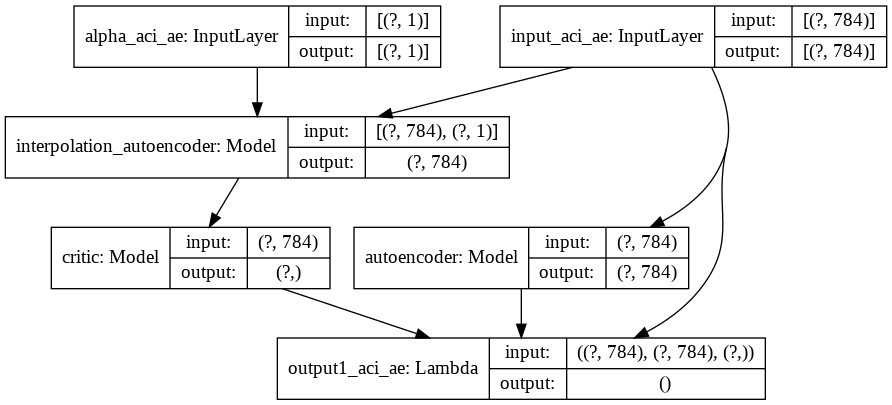 alpha_aci_ae: InputLayer
input: [(?, 1)]
output: [(?, 1)]
input_aci_ae: InputLayer
input: [(?, 784)]
output: [(?, 784)]
interpolation_autoencoder: Model
input: [(?, 784), (?, 1)]
output: (?, 784)
critic: Model
input: (?, 784)
output: (?,)
autoencoder: Model
input: (?, 784)
output: (?, 784)
output1_aci_ae: Lambda
input: ((?, 784), (?, 784), (?,))
output: ()